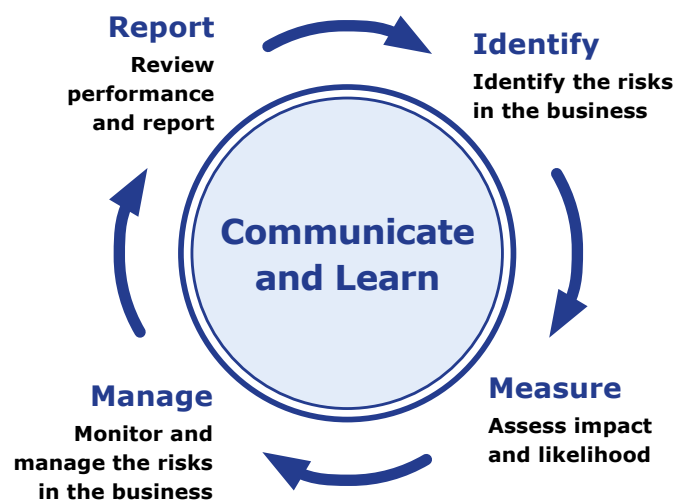 Report
Review
performance
and report
Identify
Identify the risks
in the business
Communicate
and Learn
Measure
Assess impact
and likelihood
Manage
Monitor and
manage the risks
in the business